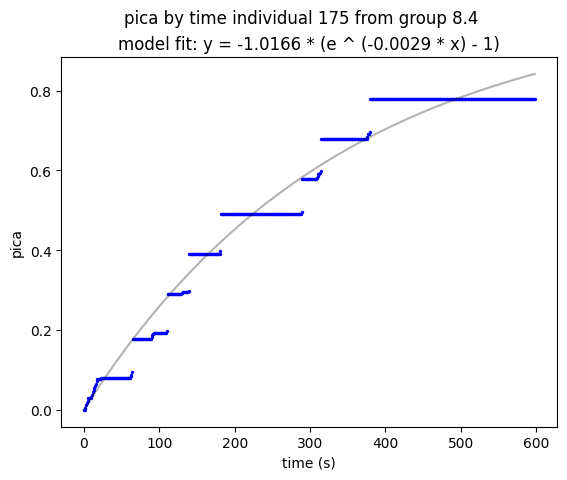 pica by time individual 175 from group 8.4
model fit: y = -1.0166 * (e ^ (-0.0029 * x) - 1)
0.8
0.6
0.4
0.2
0.0
pica
0 100 200 300 400 500 600
time (s)